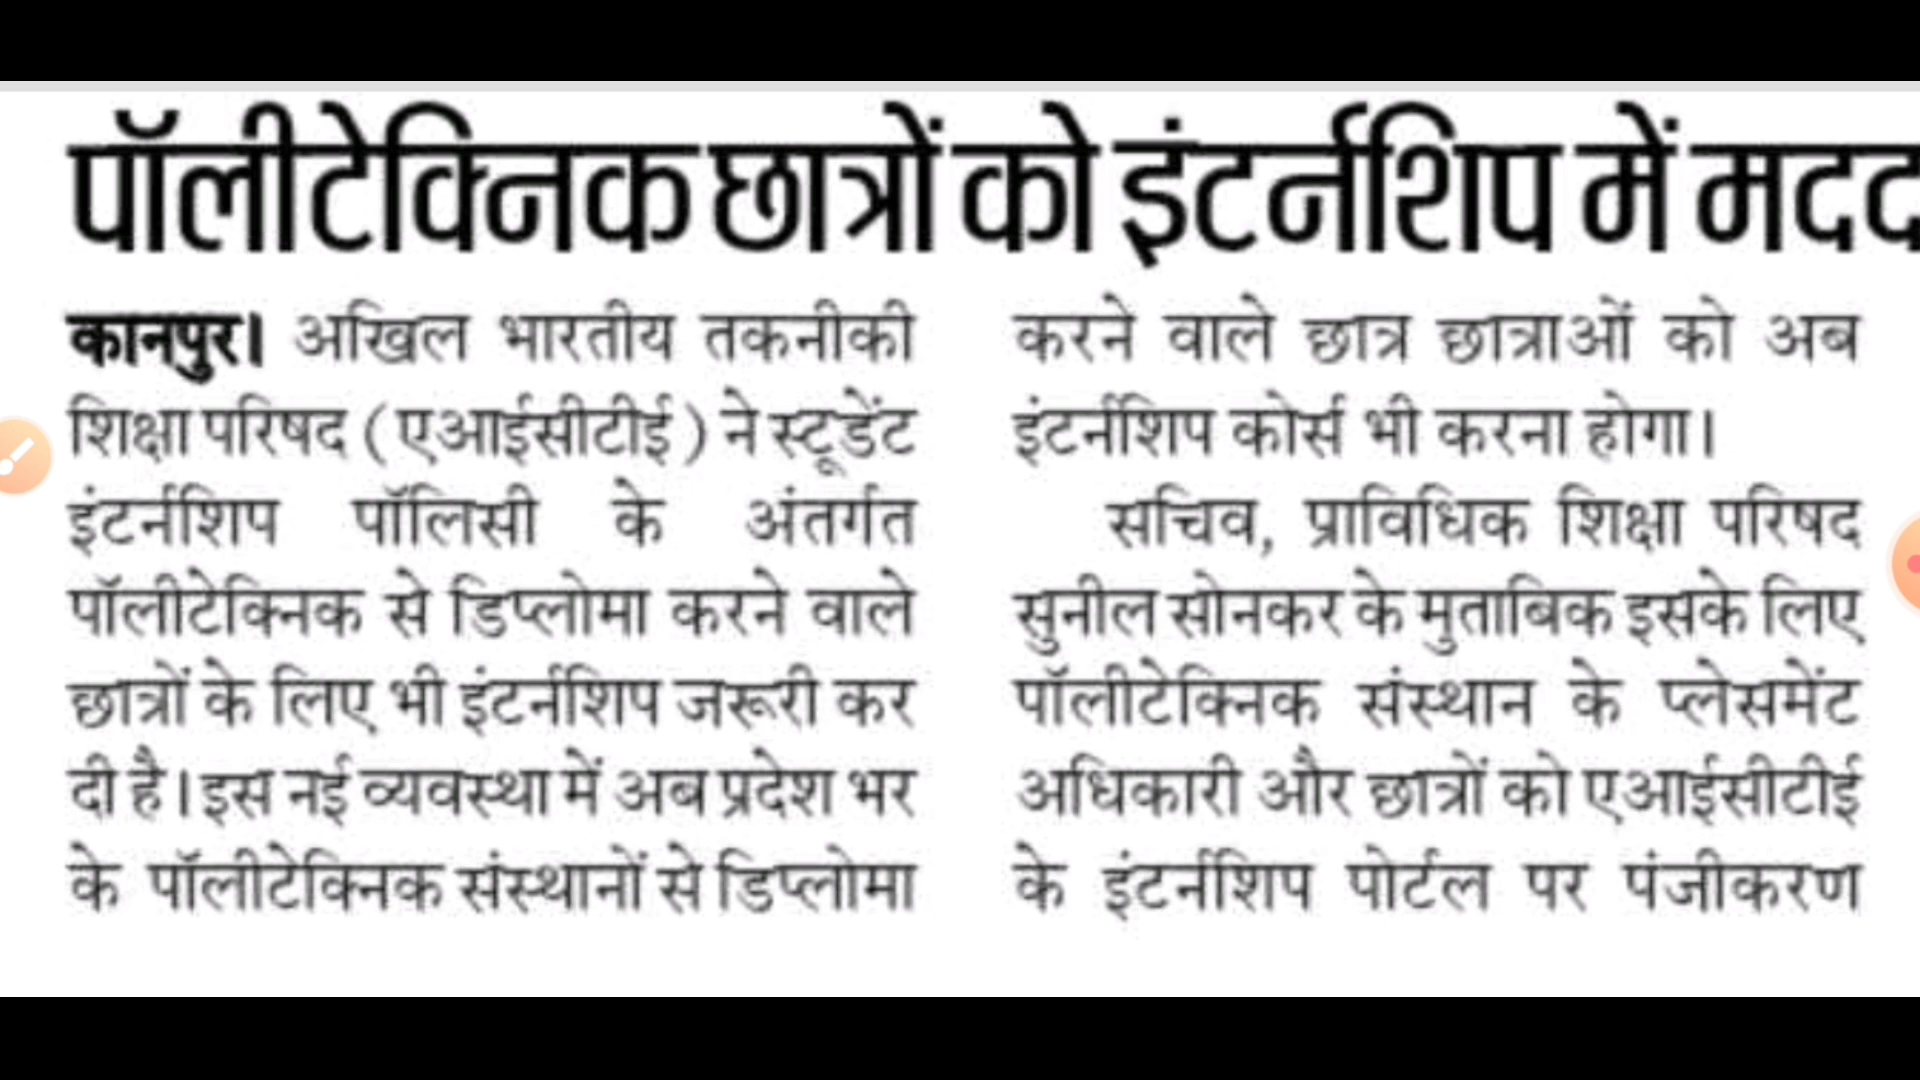 पॉलीटेक्निक छात्रों को इंटर्नशिप में मदद
कानपुर। अखिल भारतीय तकनीकी
शिक्षा परिषद (एआईसीटीई) ने स्टूडेंट
इंटर्नशिप पॉलिसी के अंतर्गत
पॉलीटेक्निक से डिप्लोमा करने वाले
छात्रों के लिए भी इंटर्नशिप जरूरी कर
दी है। इस नई व्यवस्था में अब प्रदेश भर
के पॉलीटेक्निक संस्थानों से डिप्लोमा
करने वाले छात्र छात्राओं को अब
इंटर्नशिप कोर्स भी करना होगा।
सचिव, प्राविधिक शिक्षा परिषद
सुनील सोनकर के मुताबिक इसके लिए
पॉलीटेक्निक संस्थान के प्लेसमेंट
अधिकारी और छात्रों को एआईसीटीई
के इंटर्नशिप पोर्टल पर पंजीकरण